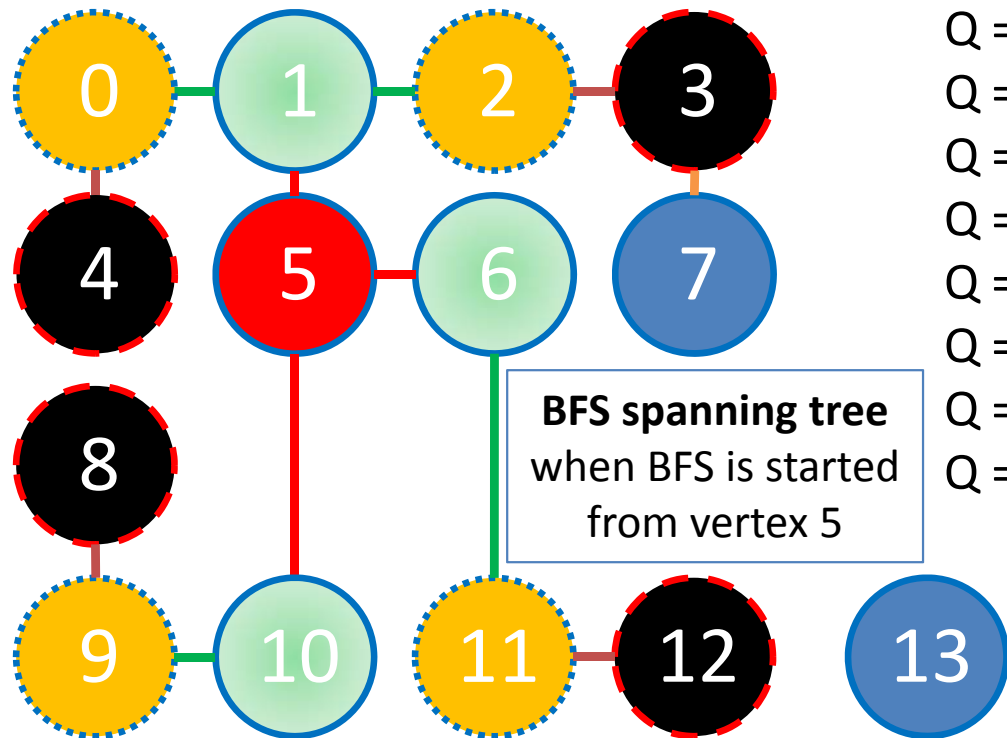 0 1 2 3
4 5 6 7
8
9 10 11 12 13
BFS spanning tree
when BFS is started
from vertex 5
Q =
Q =
Q =
Q =
Q =
Q =
Q =
Q =